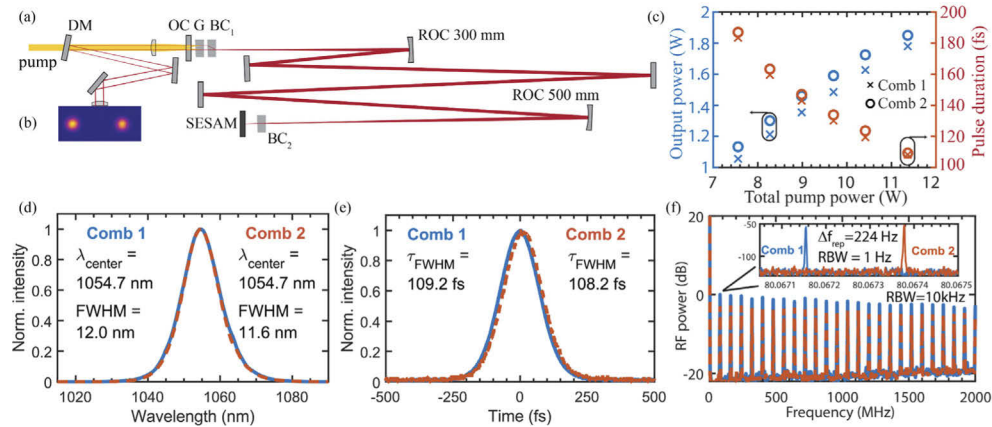 (a)
DM
OC G BC1
ROC 300 mm
pump
ROC 500 mm
(b)
SESAM
BC2
(c)
Output power (W)
2
1.8
1.6
1.4
1.2
1
7
8
9
10
11
12
Total pump power (W)
200
180
160
140
120
100
Pulse duration (fs)
× Comb 1
o Comb 2
(d)
Norm. intensity
1
0.8
0.6
0.4
0.2
0
Comb 1
λcenter =
1054.7 nm
FWHM =
12.0 nm
Comb 2
λcenter =
1054.7 nm
FWHM =
11.6 nm
1020
1040
1060
1080
Wavelength (nm)
(e)
Norm. intensity
1
0.8
0.6
0.4
0.2
0
Comb 1
τFWHM =
109.2 fs
Comb 2
τFWHM =
108.2 fs
-500
-250
0
250
500
Time (fs)
(f)
RF power (dB)
20
0
-20
-50
-100
Comb 1
Δfrep=224 Hz
RBW = 1 Hz
Comb 2
80.0671 80.0672 80.0673 80.0674 80.0675
RBW=10kHz
0
500
1000
1500
2000
Frequency (MHz)